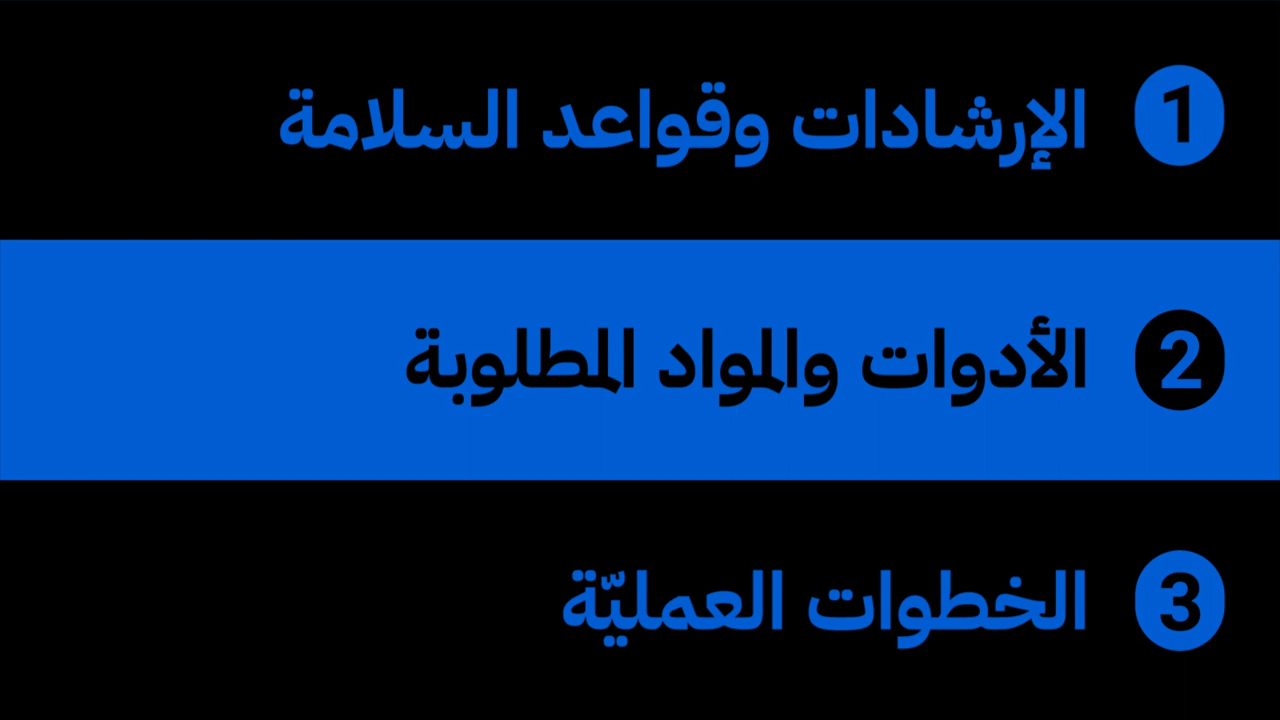 1 الإرشادات وقواعد السلامة
2 الأدوات والمواد المطلوبة
3 الخطوات العمليّة